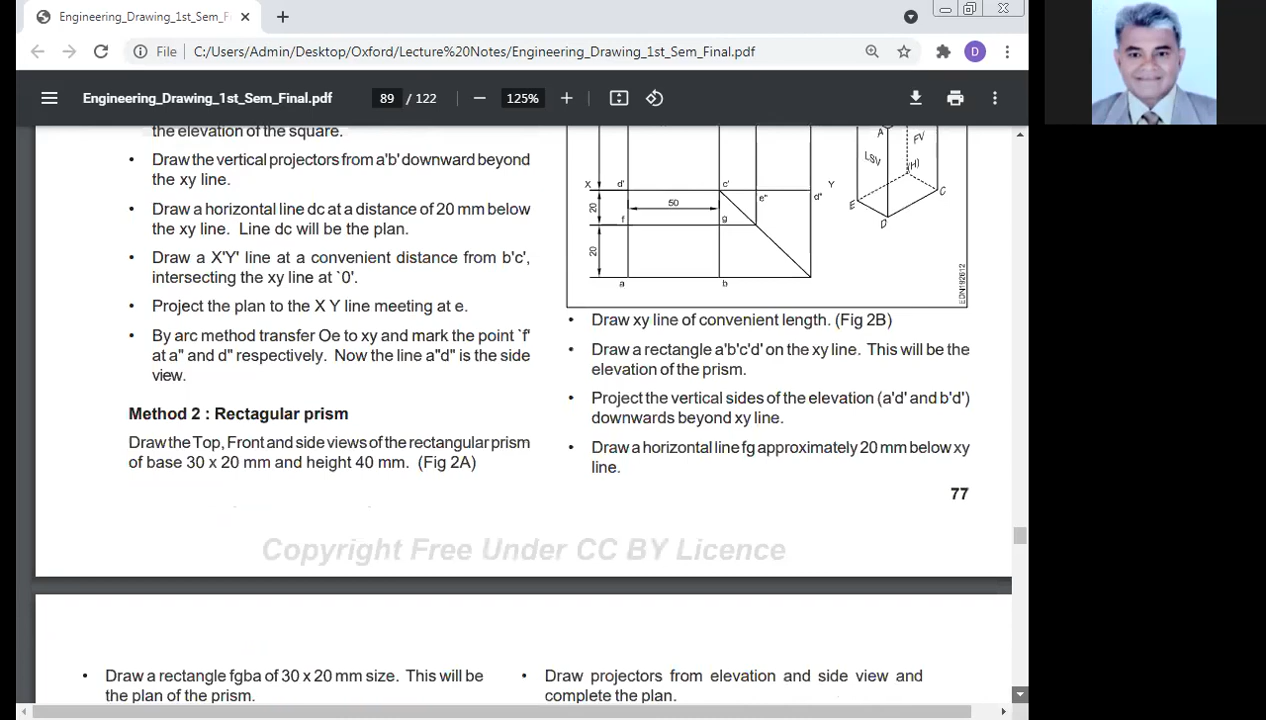 Engineering_Drawing_1st_Sem_Fi
File
C:/Users/Admin/Desktop/Oxford/Lecture%20Notes/Engineering_Drawing_1st_Sem_Final.pdf
D
Engineering_Drawing_1st_Sem_Final.pdf
89 / 122
125%
the elevation of the square.
• Draw the vertical projectors from a'b' downward beyond
the xy line.
• Draw a horizontal line dc at a distance of 20 mm below
the xy line. Line dc will be the plan.
• Draw a X'Y' line at a convenient distance from b'c',
intersecting the xy line at `0'.
• Project the plan to the X Y line meeting at e.
• By arc method transfer Oe to xy and mark the point `f'
at a" and d" respectively. Now the line a"d" is the side
view.
Method 2 : Rectagular prism
Draw the Top, Front and side views of the rectangular prism
of base 30 x 20 mm and height 40 mm. (Fig 2A)
X d' c' Y
e" d"
50
20
f g
20
a b
A FV
LSV
(H)
E C
D
EDN192612
• Draw xy line of convenient length. (Fig 2B)
• Draw a rectangle a'b'c'd' on the xy line. This will be the
elevation of the prism.
• Project the vertical sides of the elevation (a'd' and b'd')
downwards beyond xy line.
• Draw a horizontal line fg approximately 20 mm below xy
line.
77
Copyright Free Under CC BY Licence
• Draw a rectangle fgba of 30 x 20 mm size. This will be
the plan of the prism.
• Draw projectors from elevation and side view and
complete the plan.